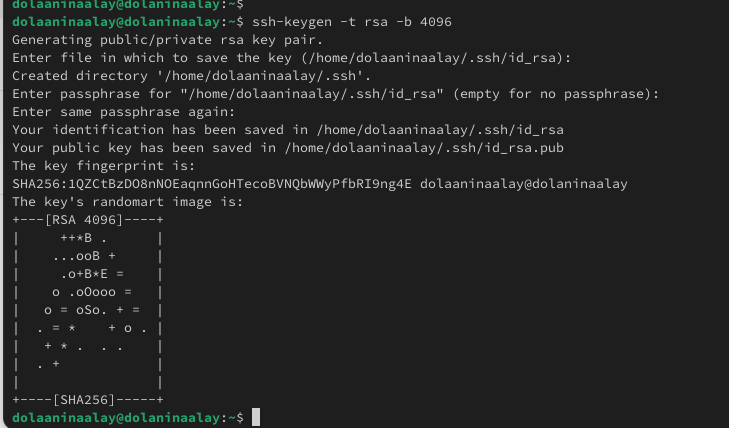 dolaaninaalay@dolaninaalay:~$
dolaaninaalay@dolaninaalay:~$ ssh-keygen -t rsa -b 4096
Generating public/private rsa key pair.
Enter file in which to save the key (/home/dolaaninaalay/.ssh/id_rsa):
Created directory '/home/dolaaninaalay/.ssh'.
Enter passphrase for "/home/dolaaninaalay/.ssh/id_rsa" (empty for no passphrase):
Enter same passphrase again:
Your identification has been saved in /home/dolaaninaalay/.ssh/id_rsa
Your public key has been saved in /home/dolaaninaalay/.ssh/id_rsa.pub
The key fingerprint is:
SHA256:1QZCtBzDO8nNOEaqnnGoHTecoBVNQbWWyPfbRI9ng4E dolaaninaalay@dolaninaalay
The key's randomart image is:
+---[RSA 4096]----+
|     ++*B .      |
|    ...ooB +     |
|     .o+B*E =    |
|    o .oOooo =   |
|   o = oSo. + =  |
|  . = *    + o . |
|   + * .  . .    |
|  . +            |
|                 |
+----[SHA256]-----+
dolaaninaalay@dolaninaalay:~$